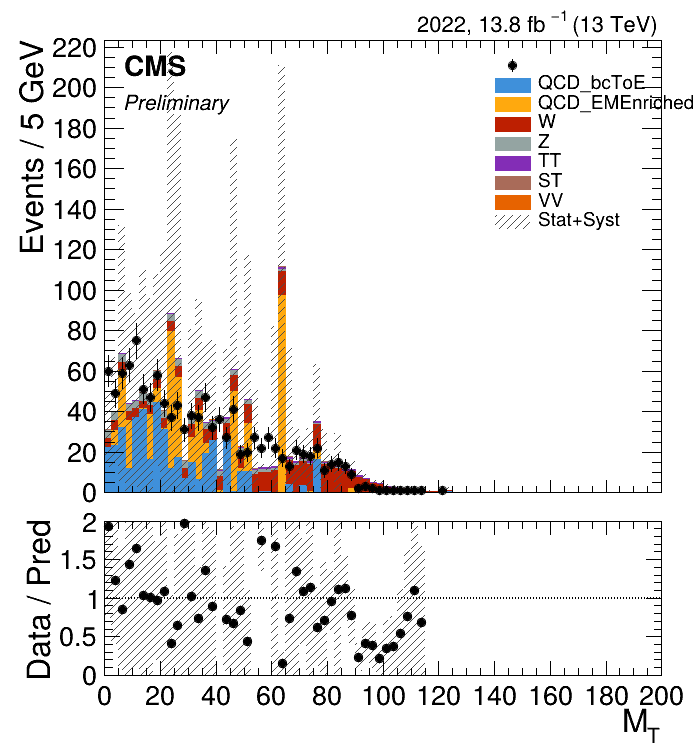 2022, 13.8 fb⁻¹ (13 TeV)
CMS
Preliminary
QCD_bcToE
QCD_EMEnriched
W
Z
TT
ST
VV
Stat+Syst
Events / 5 GeV
220
200
180
160
140
120
100
80
60
40
20
0
Data / Pred
2
1.5
1
0.5
0
0 20 40 60 80 100 120 140 160 180 200
M_T